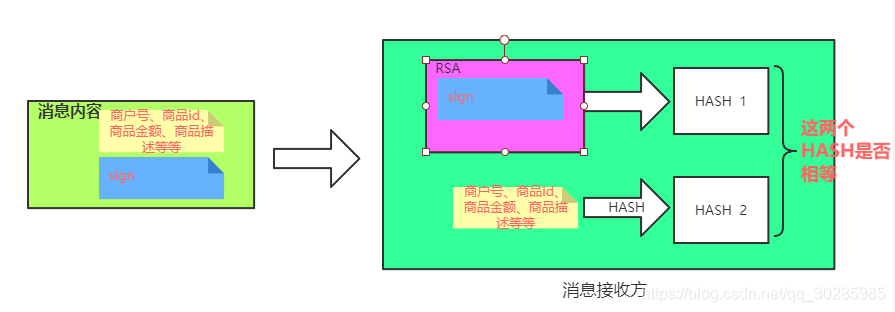 消息内容
商户号、商品id、
商品金额、商品描
述等等
sign
RSA
sign
HASH 1
这两个
HASH是否
相等
商户号、商品id、
商品金额、商品描
述等等
HASH
HASH 2
消息接收方
https://blog.csdn.net/qq_30285985